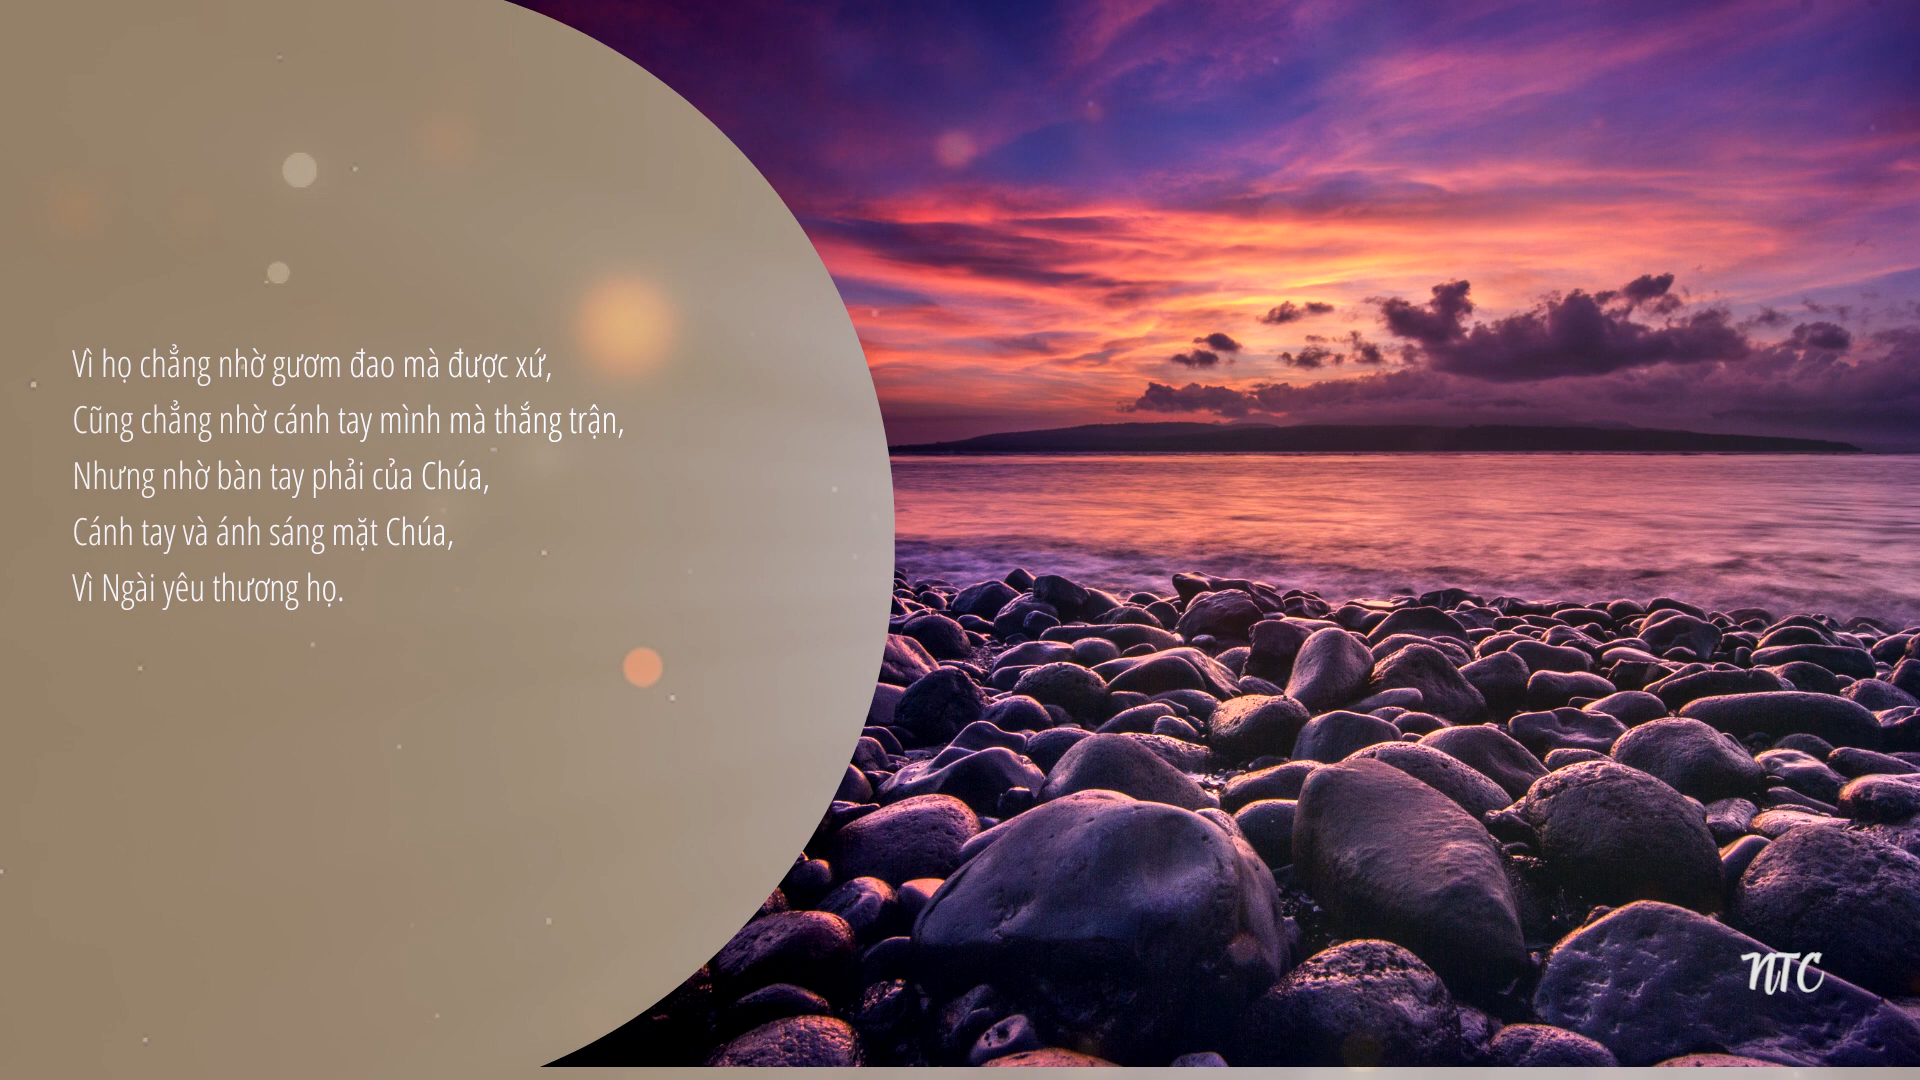 Vì họ chẳng nhờ gươm đao mà được xứ,
Cũng chẳng nhờ cánh tay mình mà thắng trận,
Nhưng nhờ bàn tay phải của Chúa,
Cánh tay và ánh sáng mặt Chúa,
Vì Ngài yêu thương họ.
NTC